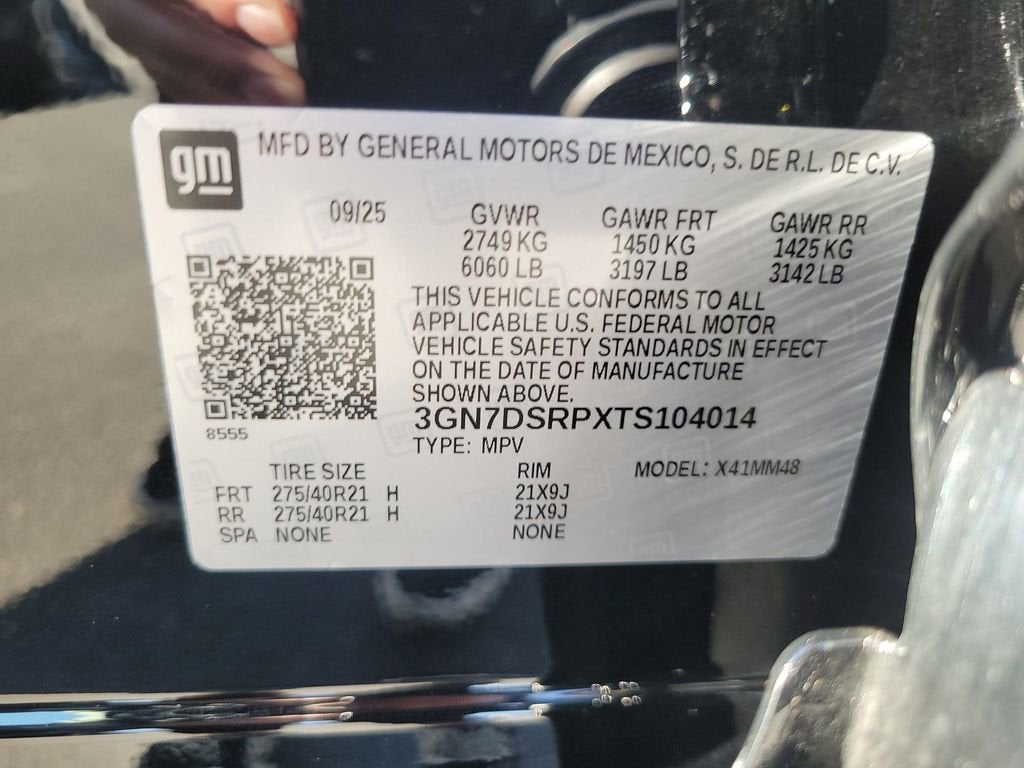 gm
MFD BY GENERAL MOTORS DE MEXICO, S. DE R.L. DE C.V.
09/25 GVWR GAWR FRT GAWR RR
2749 KG 1450 KG 1425 KG
6060 LB 3197 LB 3142 LB
THIS VEHICLE CONFORMS TO ALL
APPLICABLE U.S. FEDERAL MOTOR
VEHICLE SAFETY STANDARDS IN EFFECT
ON THE DATE OF MANUFACTURE
SHOWN ABOVE.
3GN7DSRPXTS104014
8555
TYPE: MPV
TIRE SIZE RIM MODEL: X41MM48
FRT 275/40R21 H 21X9J
RR 275/40R21 H 21X9J
SPA NONE NONE